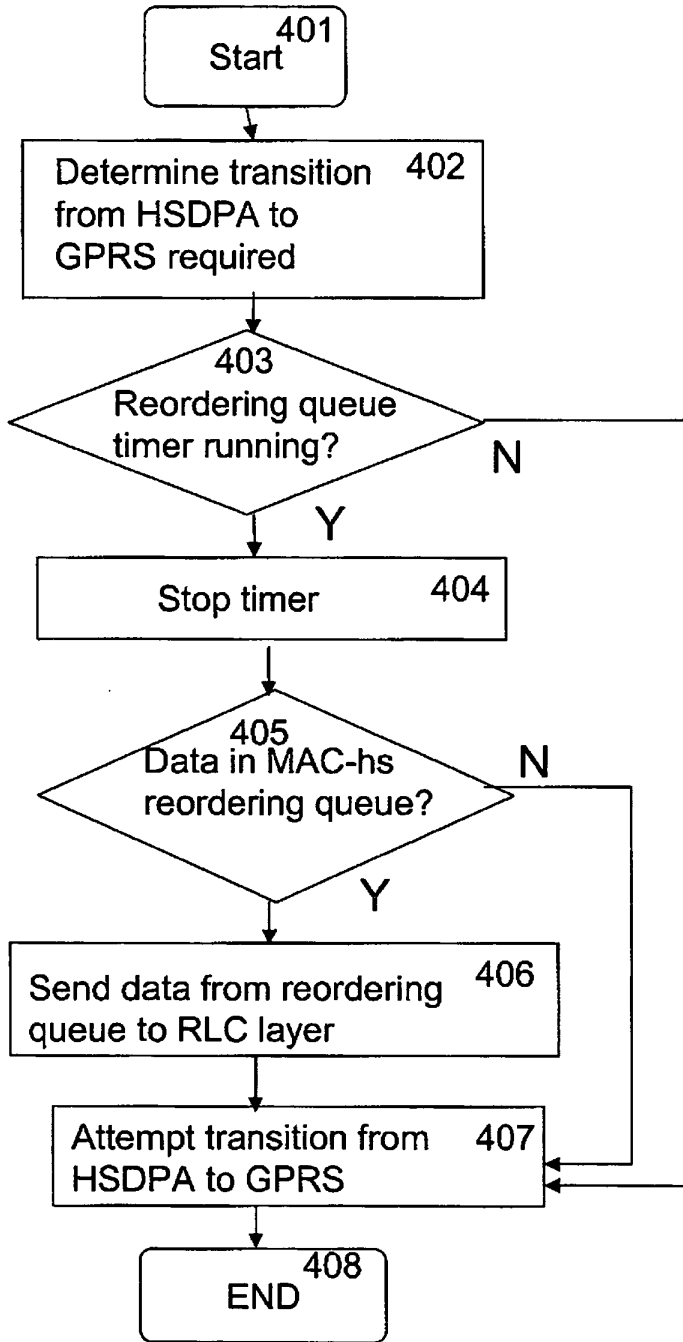 401
Start
Determine transition 402
from HSDPA to
GPRS required
403
Reordering queue
timer running?
N
Y
Stop timer 404
405
Data in MAC-hs
reordering queue?
N
Y
Send data from reordering 406
queue to RLC layer
Attempt transition from 407
HSDPA to GPRS
408
END